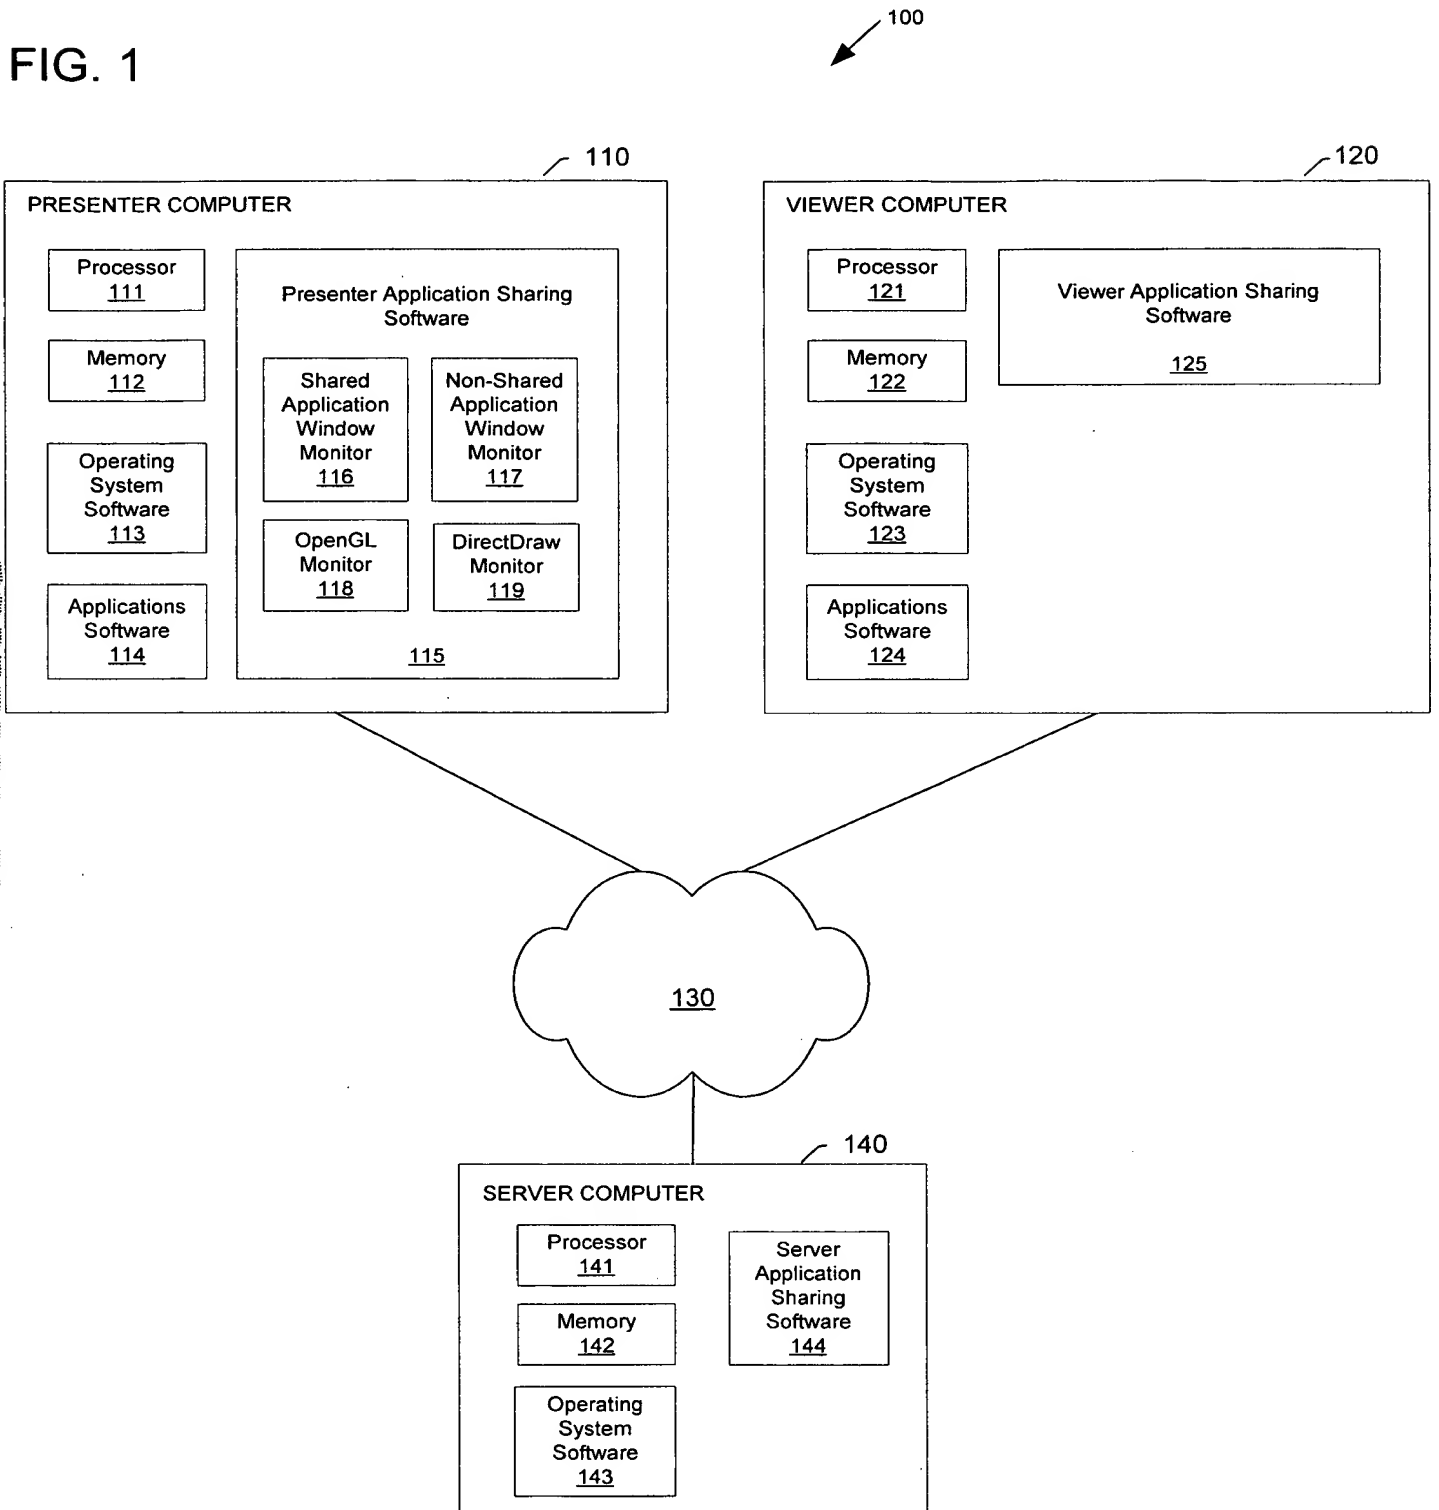 100
FIG. 1
110
PRESENTER COMPUTER
Processor
111
Memory
112
Operating
System
Software
113
Applications
Software
114
Presenter Application Sharing
Software
Shared
Application
Window
Monitor
116
Non-Shared
Application
Window
Monitor
117
OpenGL
Monitor
118
DirectDraw
Monitor
119
115
120
VIEWER COMPUTER
Processor
121
Memory
122
Operating
System
Software
123
Applications
Software
124
Viewer Application Sharing
Software
125
130
140
SERVER COMPUTER
Processor
141
Memory
142
Operating
System
Software
143
Server
Application
Sharing
Software
144